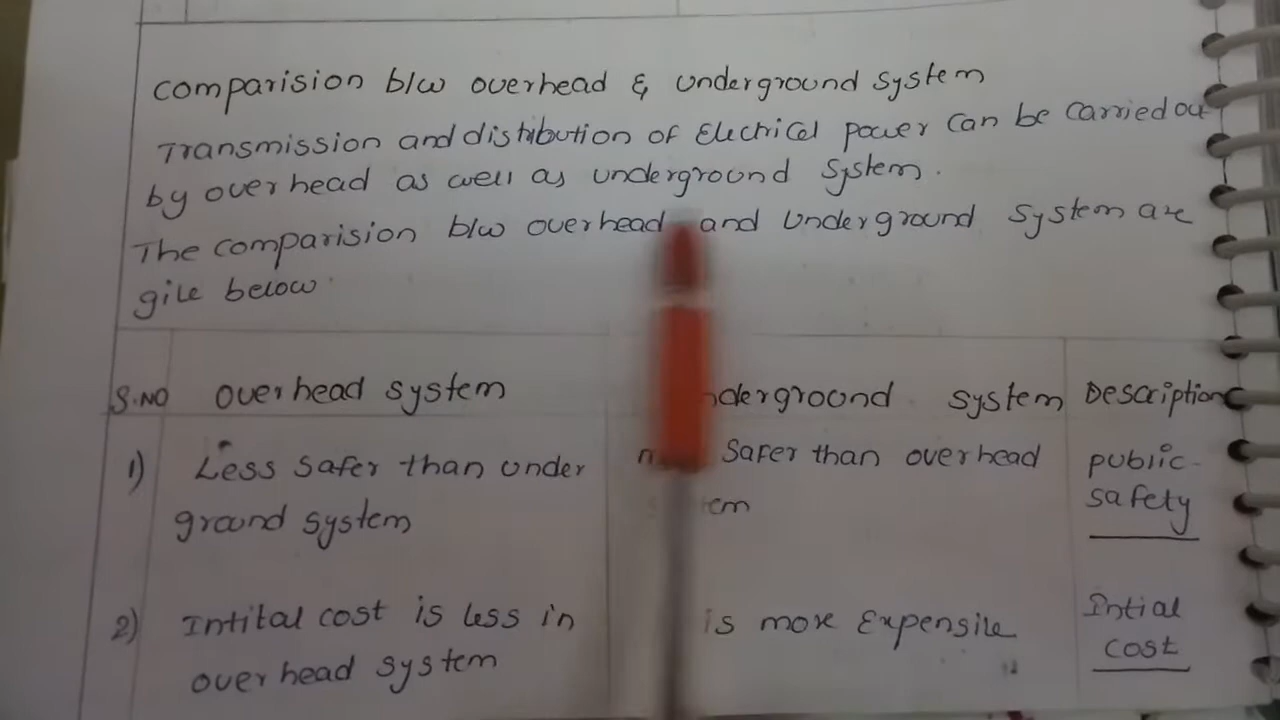 comparision b/w overhead & underground system
Transmission and distribution of Electrical power can be carried out
by overhead as well as underground system.
The comparision b/w overhead and underground system are
give below
S.NO overhead system underground system Description
1) Less safer than under safer than overhead public
ground system safety
2) Intital cost is less in is more Expensive Intial
overhead system cost